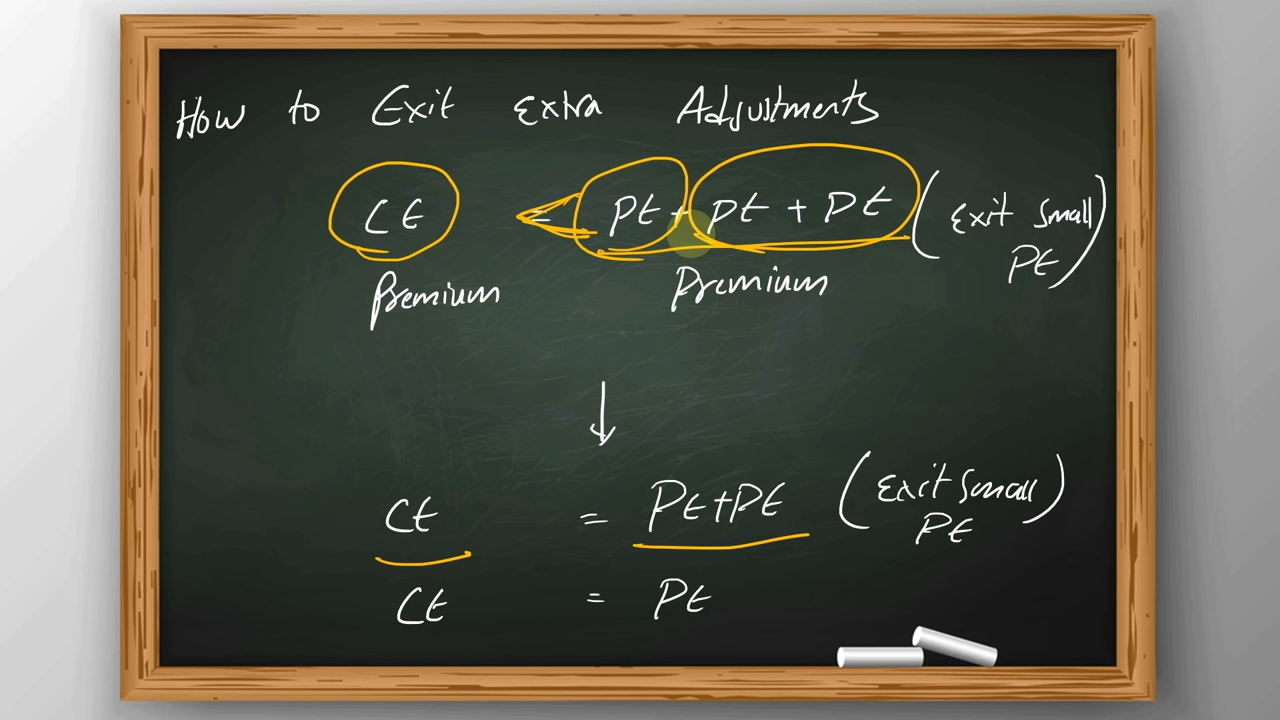 How to Exit Extra Adjustments
CE = PE + PE + PE (Exit Small PE)
Premium Premium
↓
CE = PE+PE (Exit Small PE)
CE = PE